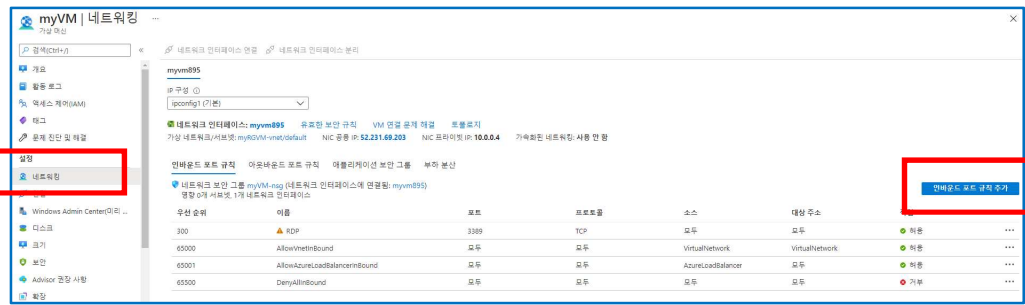 myVM | 네트워킹 ...
가상 머신
검색(Ctrl+/) «
네트워크 인터페이스 연결 네트워크 인터페이스 분리
개요
활동 로그
액세스 제어(IAM)
태그
문제 진단 및 해결
설정
네트워킹
Windows Admin Center(미리 ...
디스크
크기
보안
Advisor 권장 사항
확장
myvm895
IP 구성
ipconfig1 (기본)
네트워크 인터페이스: myvm895 유효한 보안 규칙 VM 연결 문제 해결 토폴로지
가상 네트워크/서브넷: myRGVM-vnet/default NIC 공용 IP: 52.231.69.203 NIC 프라이빗 IP: 10.0.0.4 가속화된 네트워킹: 사용 안 함
인바운드 포트 규칙 아웃바운드 포트 규칙 애플리케이션 보안 그룹 부하 분산
네트워크 보안 그룹 myVM-nsg (네트워크 인터페이스에 연결됨: myvm895)
영향 0개 서브넷, 1개 네트워크 인터페이스
인바운드 포트 규칙 추가
우선 순위 이름 포트 프로토콜 소스 대상 주소
300 RDP 3389 TCP 모두 모두 허용 ...
65000 AllowVnetInBound 모두 모두 VirtualNetwork VirtualNetwork 허용 ...
65001 AllowAzureLoadBalancerInBound 모두 모두 AzureLoadBalancer 모두 허용 ...
65500 DenyAllInBound 모두 모두 모두 모두 거부 ...